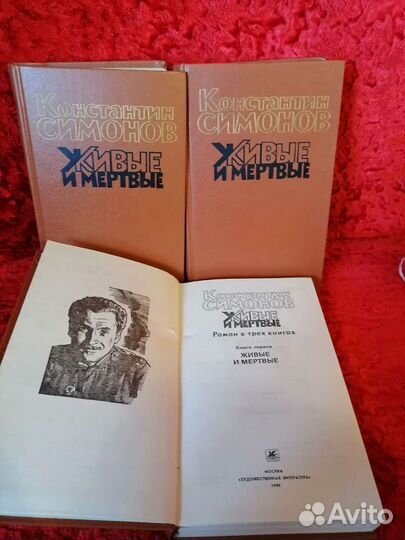 Константин
СИМОНОВ
ЖИВЫЕ
И МЕРТВЫЕ
Константин
СИМОНОВ
ЖИВЫЕ
И МЕРТВЫЕ
Константин
СИМОНОВ
ЖИВЫЕ
И МЕРТВЫЕ
Роман в трех книгах
Книга первая
ЖИВЫЕ
И МЕРТВЫЕ
МОСКВА
«ХУДОЖЕСТВЕННАЯ ЛИТЕРАТУРА»
1990
Avito